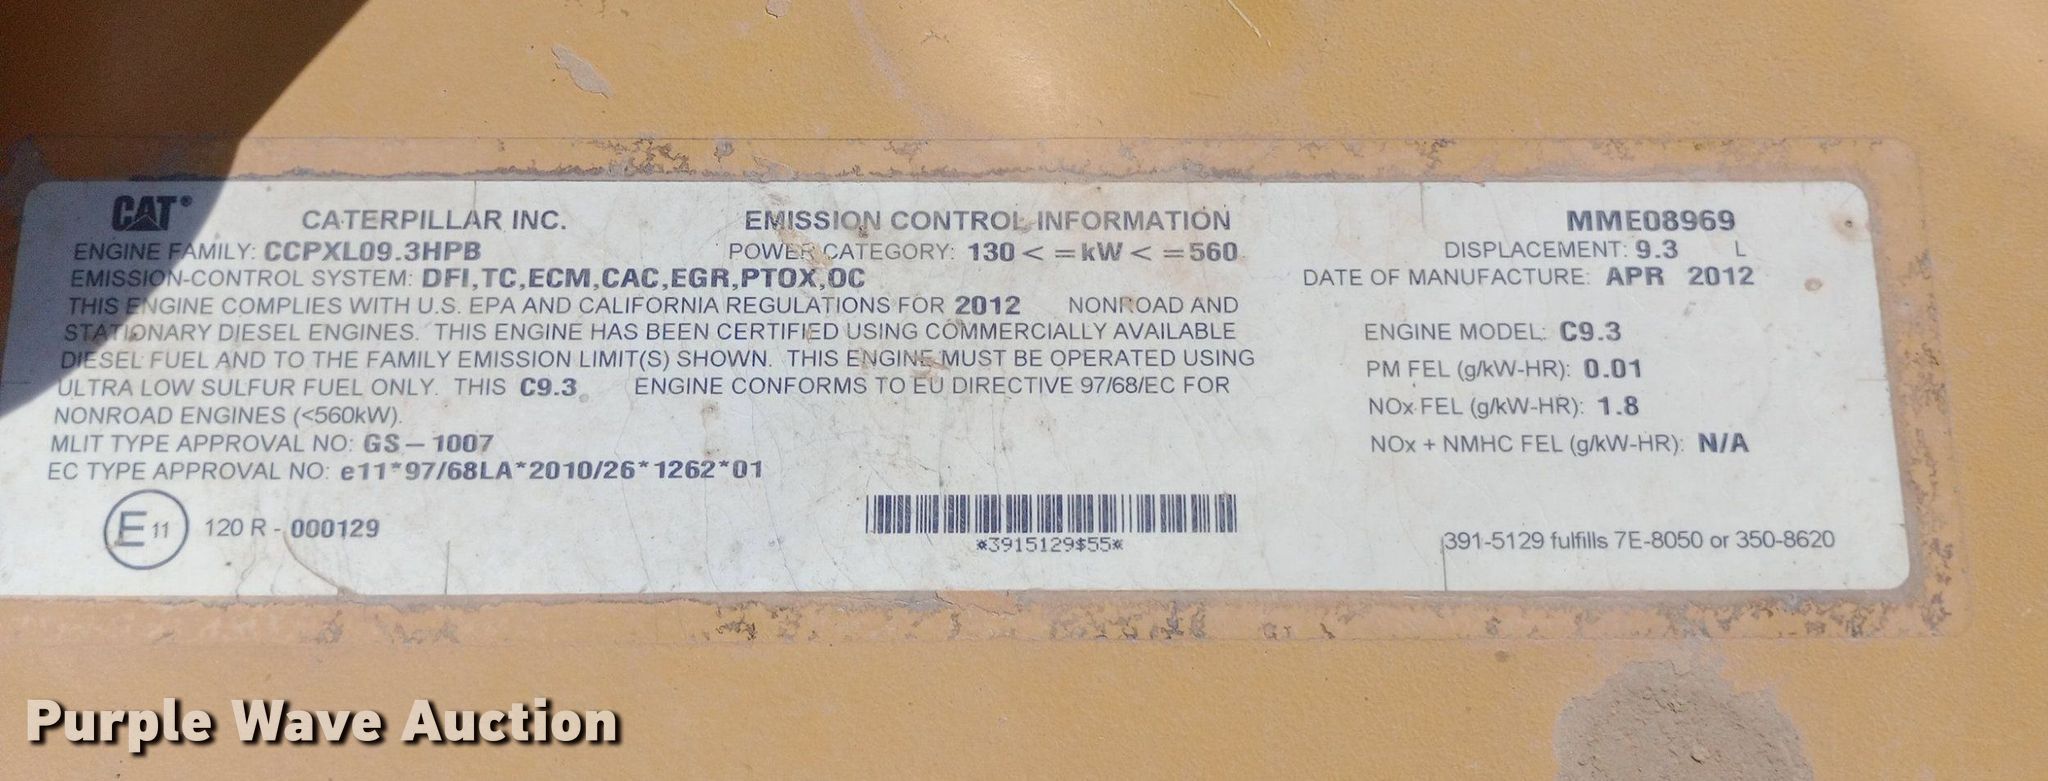 CAT® CATERPILLAR INC. EMISSION CONTROL INFORMATION MME08969
ENGINE FAMILY: CCPXL09.3HPB POWER CATEGORY: 130 < =kW < =560 DISPLACEMENT: 9.3 L
EMISSION-CONTROL SYSTEM: DFI,TC,ECM,CAC,EGR,PTOX,OC DATE OF MANUFACTURE: APR 2012
THIS ENGINE COMPLIES WITH U.S. EPA AND CALIFORNIA REGULATIONS FOR 2012 NONROAD AND
STATIONARY DIESEL ENGINES. THIS ENGINE HAS BEEN CERTIFIED USING COMMERCIALLY AVAILABLE
DIESEL FUEL AND TO THE FAMILY EMISSION LIMIT(S) SHOWN. THIS ENGINE MUST BE OPERATED USING
ULTRA LOW SULFUR FUEL ONLY. THIS C9.3 ENGINE CONFORMS TO EU DIRECTIVE 97/68/EC FOR
NONROAD ENGINES (<560kW).
MLIT TYPE APPROVAL NO: GS-1007
EC TYPE APPROVAL NO: e11*97/68LA*2010/26*1262*01
E11 120 R - 000129
*3915129$55*
ENGINE MODEL: C9.3
PM FEL (g/kW-HR): 0.01
NOx FEL (g/kW-HR): 1.8
NOx + NMHC FEL (g/kW-HR): N/A
391-5129 fulfills 7E-8050 or 350-8620
Purple Wave Auction